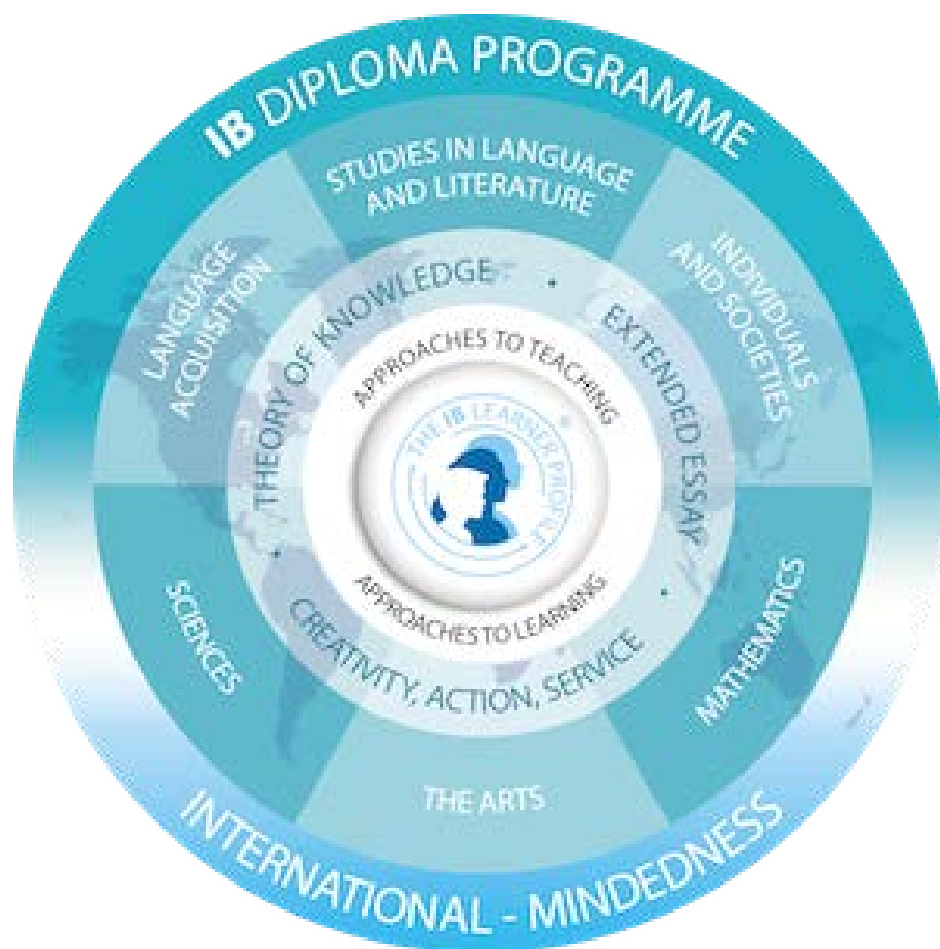 IB DIPLOMA PROGRAMME
STUDIES IN LANGUAGE
AND LITERATURE
LANGUAGE
ACQUISITION
INDIVIDUALS
AND SOCIETIES
THEORY OF KNOWLEDGE
EXTENDED ESSAY
APPROACHES TO TEACHING
THE IB LEARNER PROFILE
APPROACHES TO LEARNING
CREATIVITY, ACTION, SERVICE
SCIENCES
MATHEMATICS
THE ARTS
INTERNATIONAL - MINDEDNESS